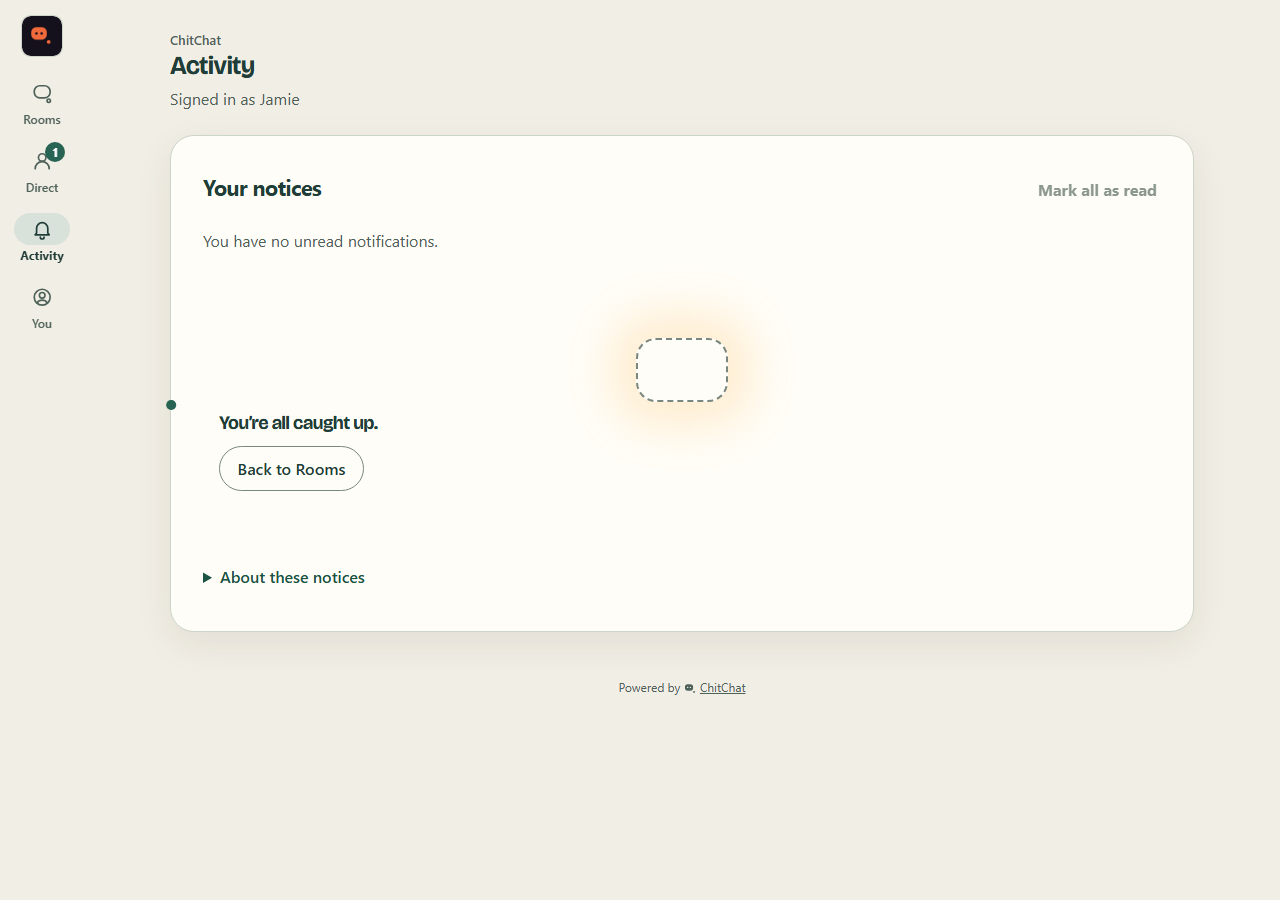 ChitChat
Activity
Signed in as Jamie
Rooms
1
Direct
Activity
You
Your notices
Mark all as read
You have no unread notifications.
You're all caught up.
Back to Rooms
About these notices
Powered by ChitChat